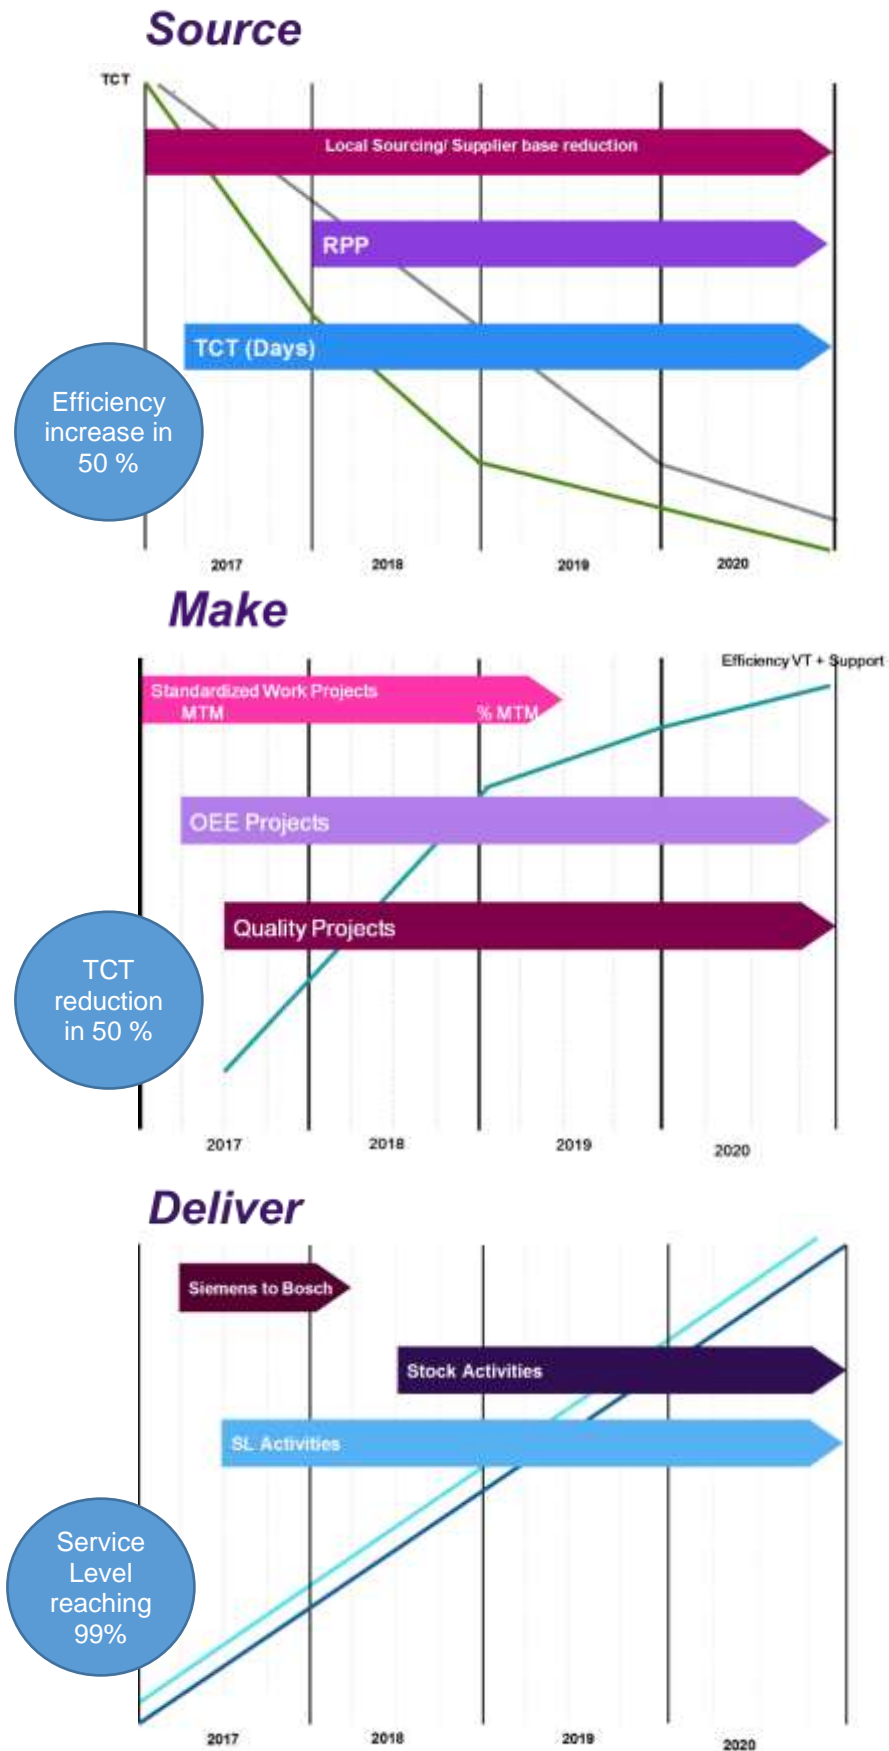 Source
TCT
Local Sourcing/ Supplier base reduction
RPP
TCT (Days)
Efficiency
increase in
50 %
2017 2018 2019 2020
Make
Efficiency VT + Support
Standardized Work Projects
MTM % MTM
OEE Projects
Quality Projects
TCT
reduction
in 50 %
2017 2018 2019 2020
Deliver
Siemens to Bosch
Stock Activities
SL Activities
Service
Level
reaching
99%
2017 2018 2019 2020